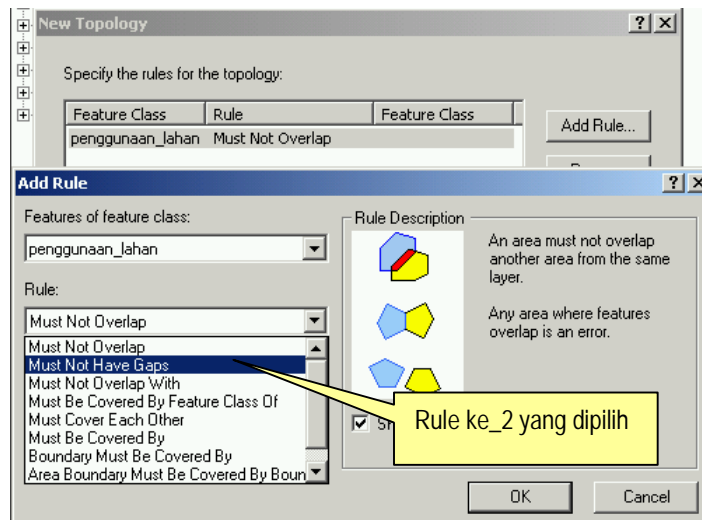 New Topology
Specify the rules for the topology:
Feature Class Rule Feature Class
penggunaan_lahan Must Not Overlap
Add Rule...
Add Rule
Features of feature class:
penggunaan_lahan
Rule:
Must Not Overlap
Must Not Overlap
Must Not Have Gaps
Must Not Overlap With
Must Be Covered By Feature Class Of
Must Cover Each Other
Must Be Covered By
Boundary Must Be Covered By
Area Boundary Must Be Covered By Boun
Rule Description
An area must not overlap
another area from the same
layer.
Any area where features
overlap is an error.
Rule ke_2 yang dipilih
OK
Cancel